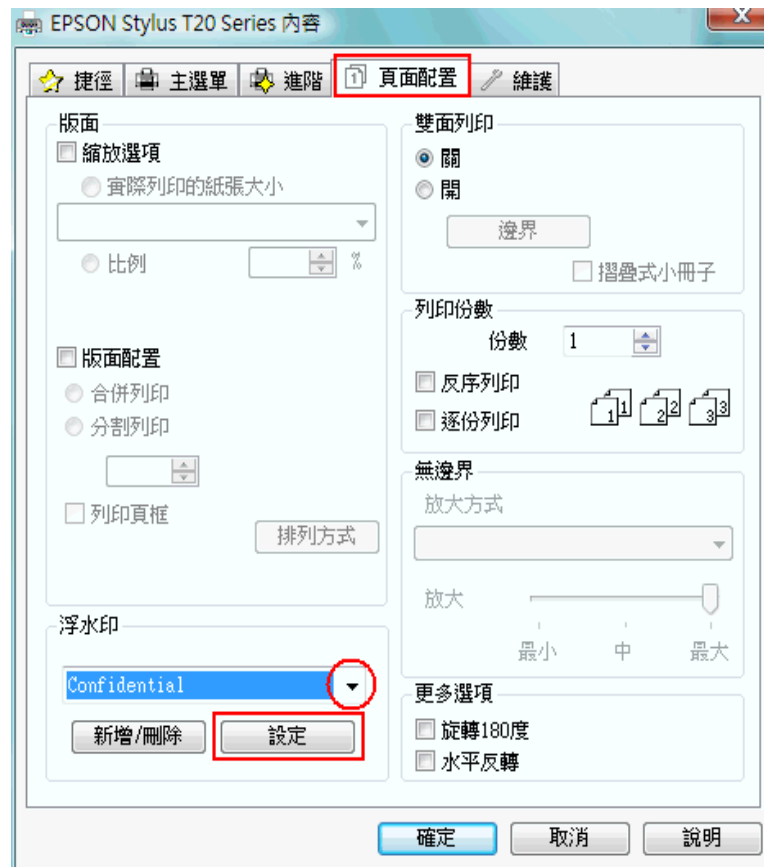 EPSON Stylus T20 Series 內容
捷徑
主選單
進階
頁面配置
維護
版面
縮放選項
實際列印的紙張大小
比例
%
版面配置
合併列印
分割列印
列印頁框
排列方式
浮水印
Confidential
新增/刪除
設定
雙面列印
關
開
邊界
摺疊式小冊子
列印份數
份數 1
反序列印
逐份列印
1 1 2 2 3 3
無邊界
放大方式
放大
最小 中 最大
更多選項
旋轉180度
水平反轉
確定
取消
說明